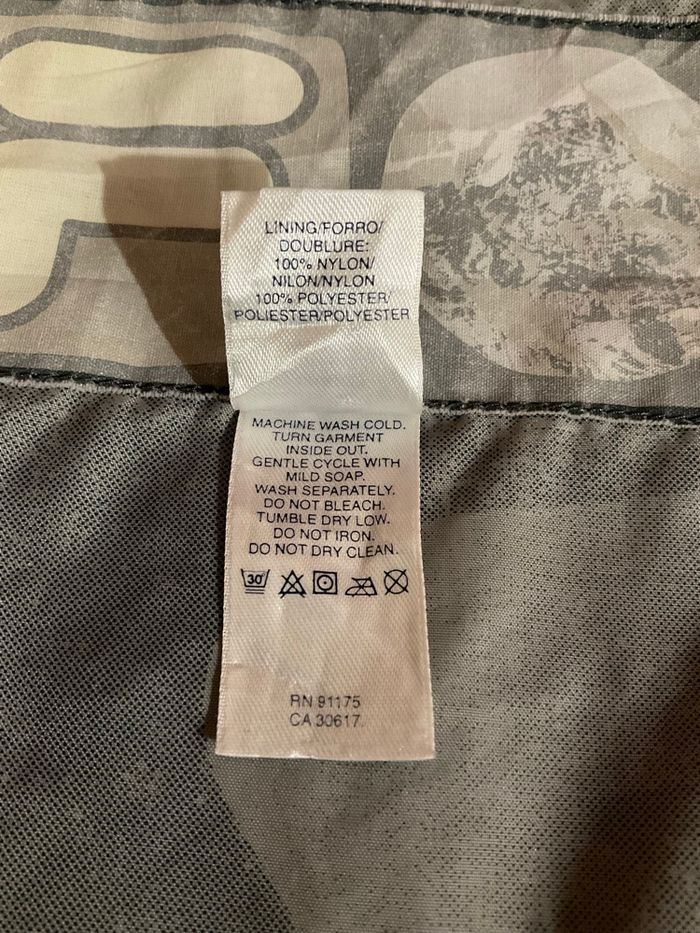 LINING/FORRO/
DOUBLURE:
100% NYLON/
NILON/NYLON
100% POLYESTER/
POLIESTER/POLYESTER
MACHINE WASH COLD.
TURN GARMENT
INSIDE OUT.
GENTLE CYCLE WITH
MILD SOAP.
WASH SEPARATELY.
DO NOT BLEACH.
TUMBLE DRY LOW.
DO NOT IRON.
DO NOT DRY CLEAN.
30°
RN 91175
CA 30617